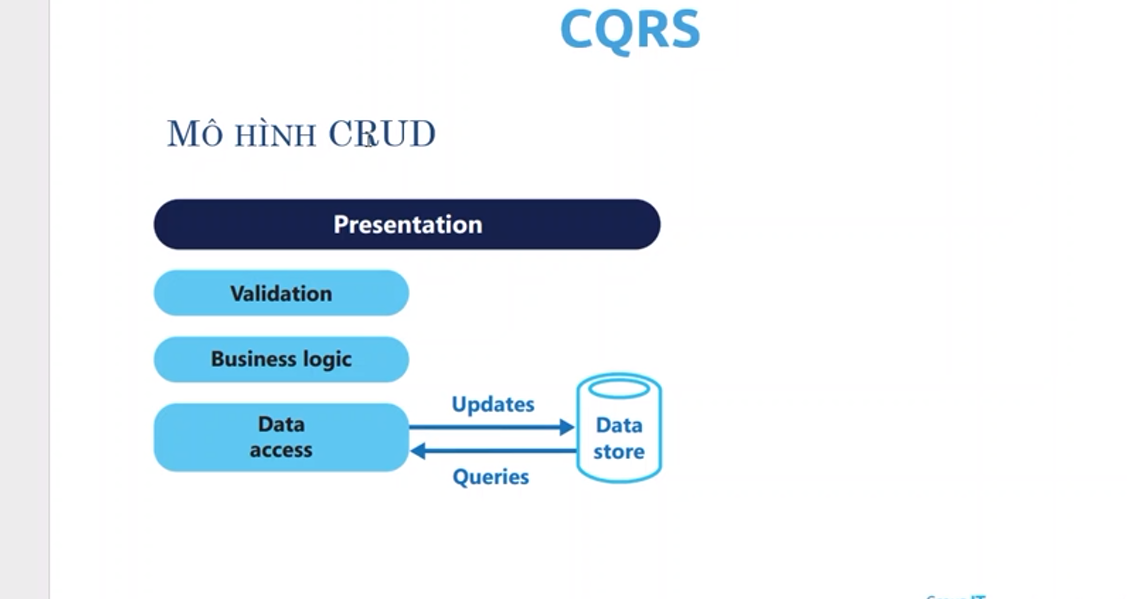 CQRS
Mô hình CRUD
Presentation
Validation
Business logic
Data
access
Updates
Queries
Data
store